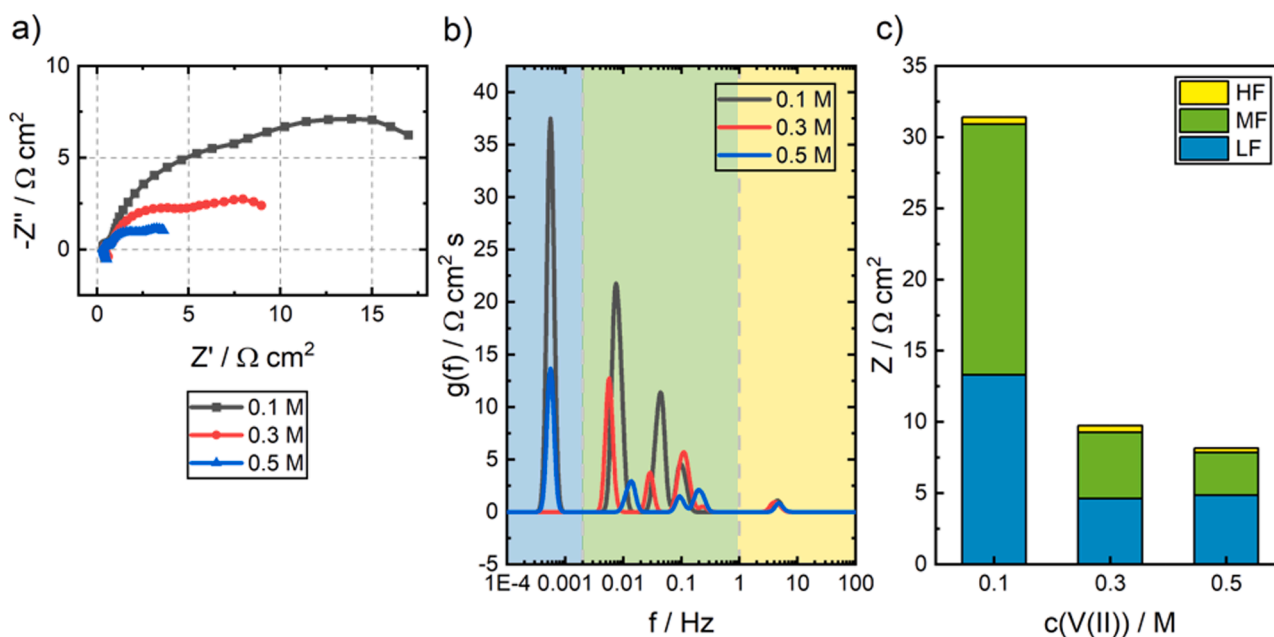 a)
10
5
0
-Z'' / Ω cm²
0
5
10
15
Z' / Ω cm²
0.1 M
0.3 M
0.5 M
b)
40
35
30
25
20
15
10
5
0
-5
g(f) / Ω cm² s
0.1 M
0.3 M
0.5 M
1E-4
0.001
0.01
0.1
1
10
100
f / Hz
c)
35
30
25
20
15
10
5
0
Z / Ω cm²
HF
MF
LF
0.1
0.3
0.5
c(V(II)) / M